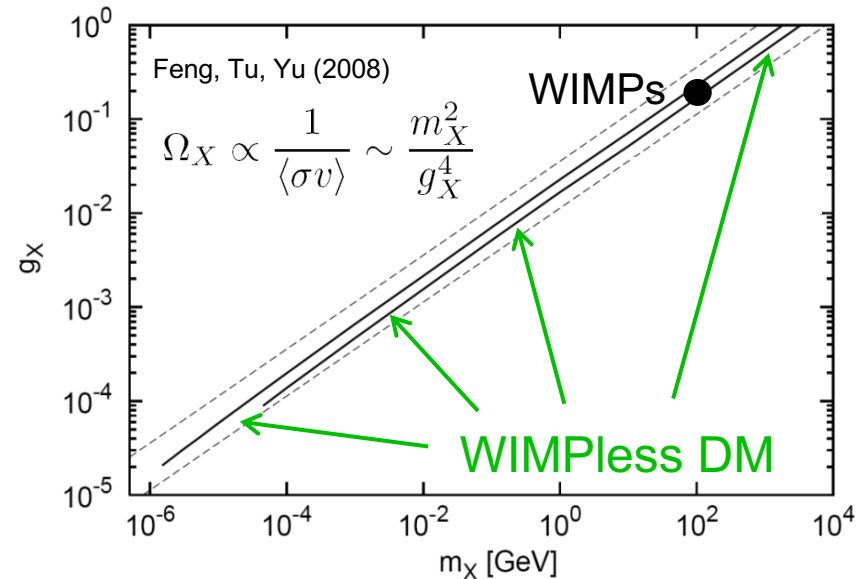 Feng, Tu, Yu (2008)
WIMPs
Ω_X ∝ 1/⟨σv⟩ ∼ m_X^2/g_X^4
WIMPless DM
g_X
10^0
10^-1
10^-2
10^-3
10^-4
10^-5
10^-6 10^-4 10^-2 10^0 10^2 10^4
m_X [GeV]